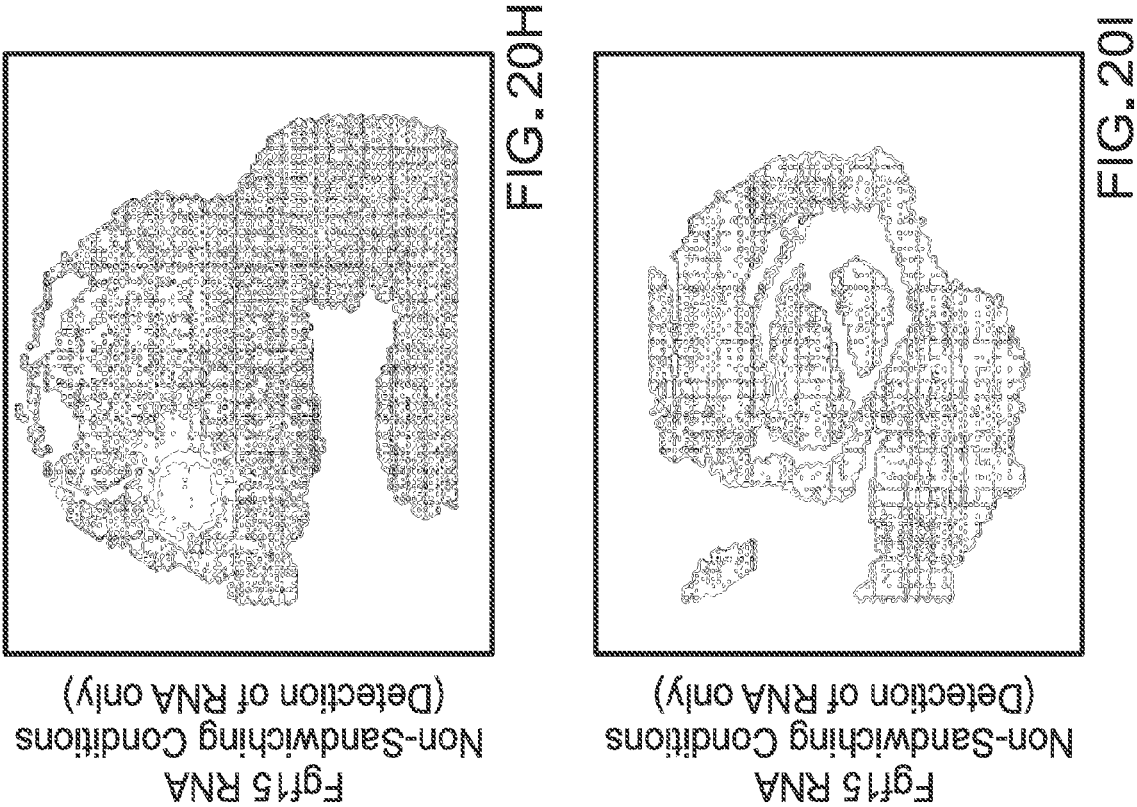 Fgf15 RNA
Non-Sandwiching Conditions
(Detection of RNA only)
FIG. 20H
Fgf15 RNA
Non-Sandwiching Conditions
(Detection of RNA only)
FIG. 20I